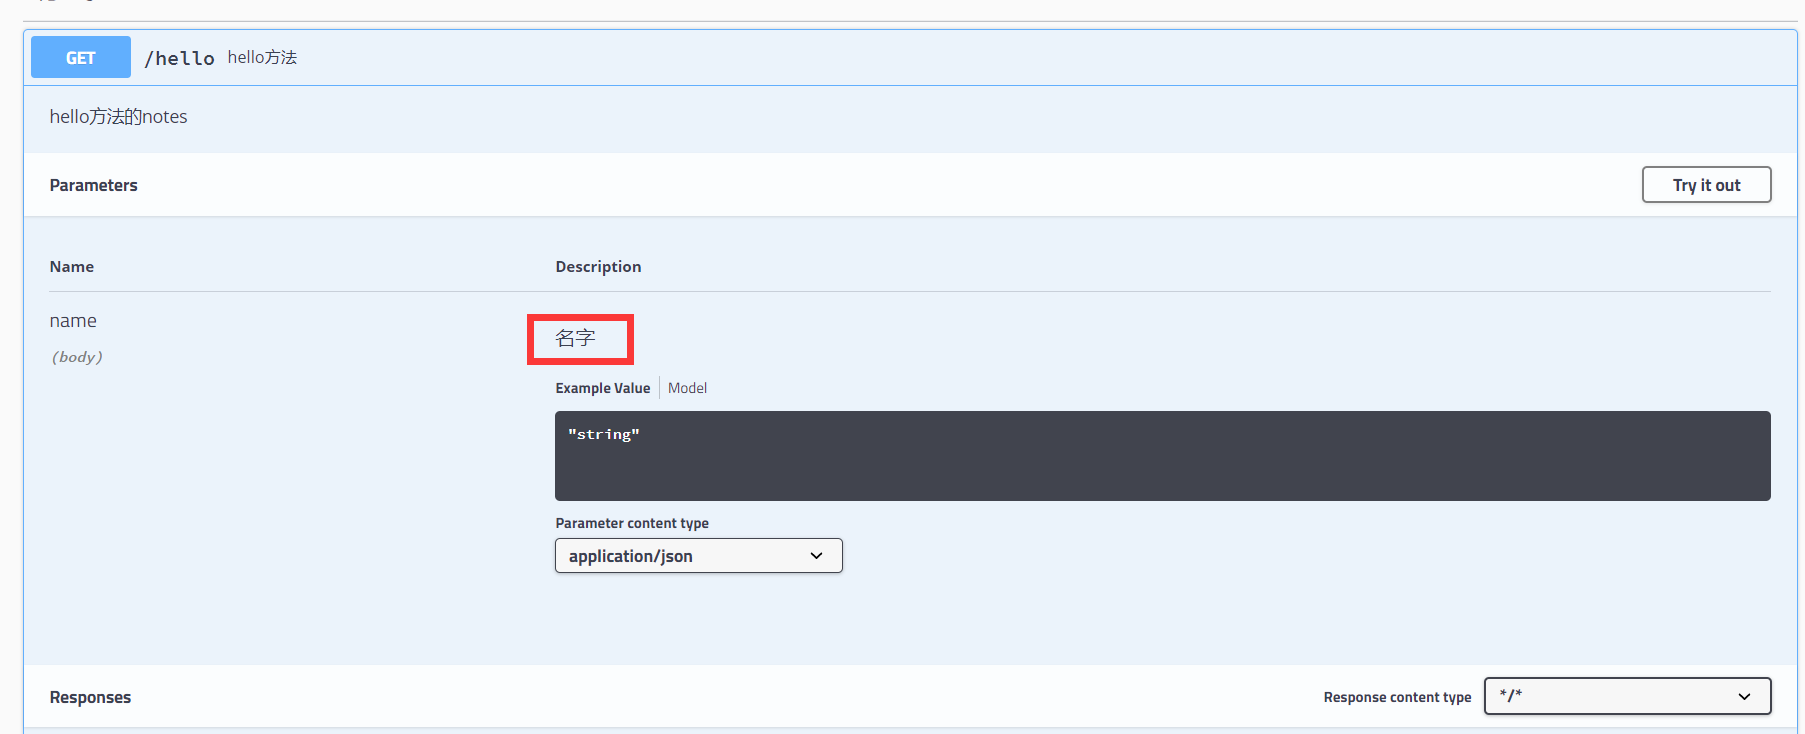 GET /hello hello方法
hello方法的notes
Parameters Try it out
Name Description
name 名字
(body)
Example Value Model
"string"
Parameter content type
application/json
Responses Response content type */*